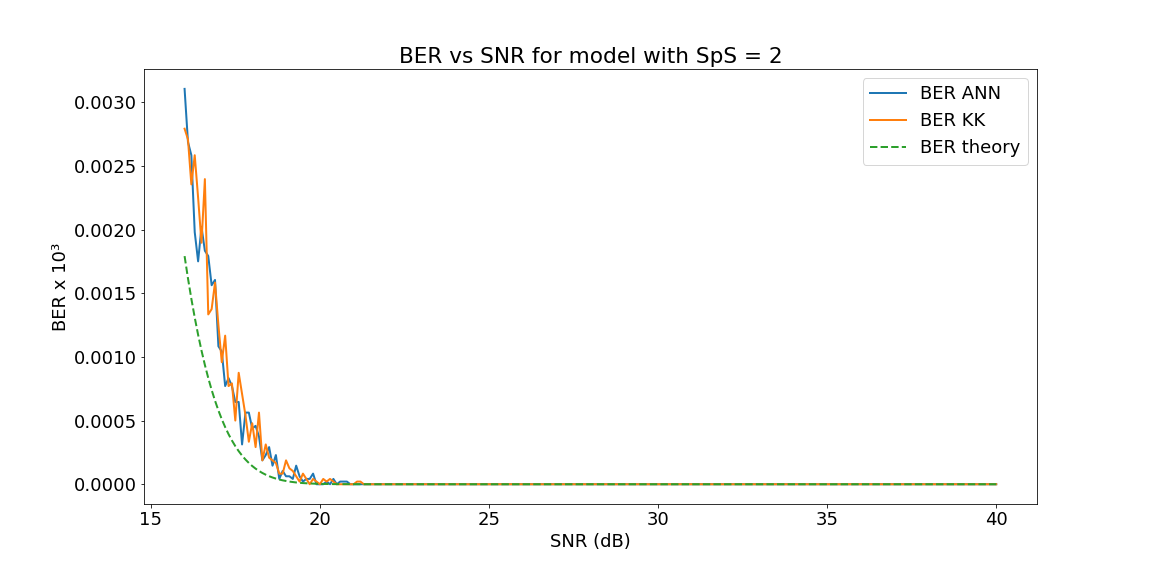 BER vs SNR for model with SpS = 2
BER ANN
BER KK
BER theory
BER x 10³
0.0030
0.0025
0.0020
0.0015
0.0010
0.0005
0.0000
15
20
25
30
35
40
SNR (dB)